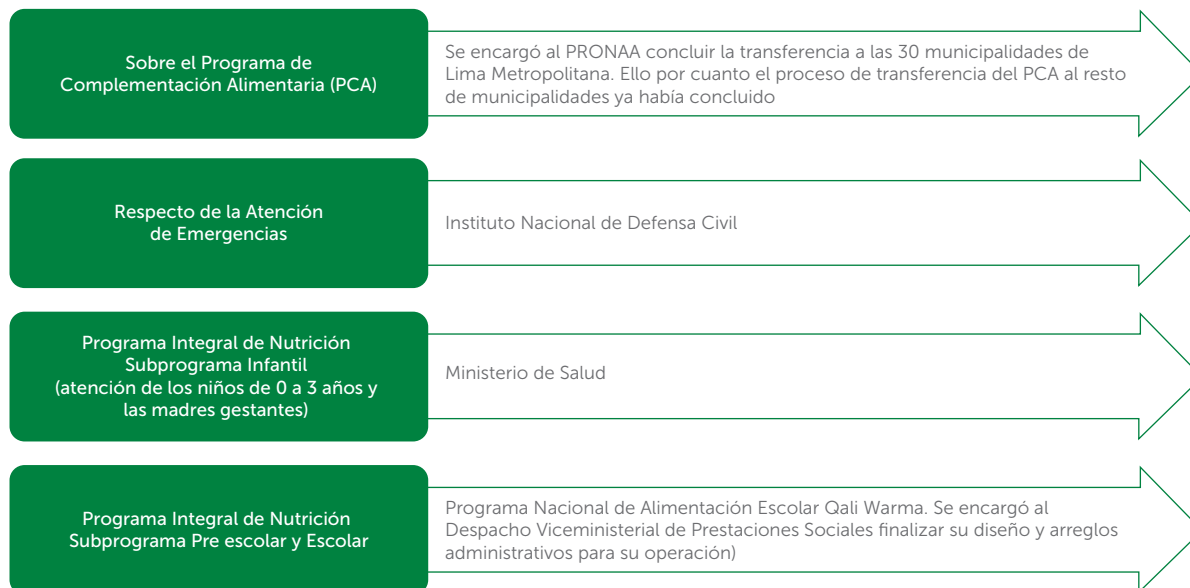 Sobre el Programa de
Complementación Alimentaria (PCA)
Se encargó al PRONAA concluir la transferencia a las 30 municipalidades de
Lima Metropolitana. Ello por cuanto el proceso de transferencia del PCA al resto
de municipalidades ya había concluido
Respecto de la Atención
de Emergencias
Instituto Nacional de Defensa Civil
Programa Integral de Nutrición
Subprograma Infantil
(atención de los niños de 0 a 3 años y
las madres gestantes)
Ministerio de Salud
Programa Integral de Nutrición
Subprograma Pre escolar y Escolar
Programa Nacional de Alimentación Escolar Qali Warma. Se encargó al
Despacho Viceministerial de Prestaciones Sociales finalizar su diseño y arreglos
administrativos para su operación)